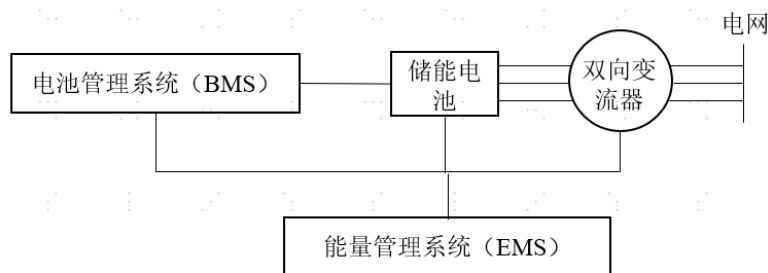 电网
电池管理系统（BMS）
储能电
池
双向变
流器
能量管理系统（EMS）